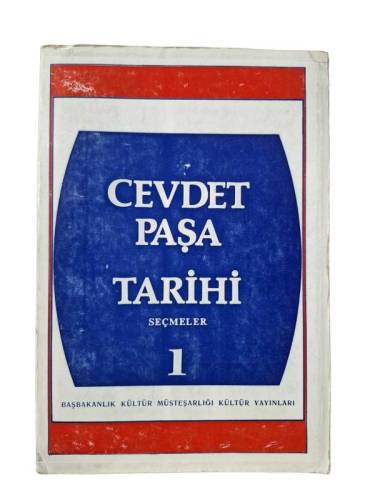 CEVDET
PAŞA
TARİHİ
SEÇMELER
1
BAŞBAKANLIK KÜLTÜR MÜSTEŞARLIĞI KÜLTÜR YAYINLARI